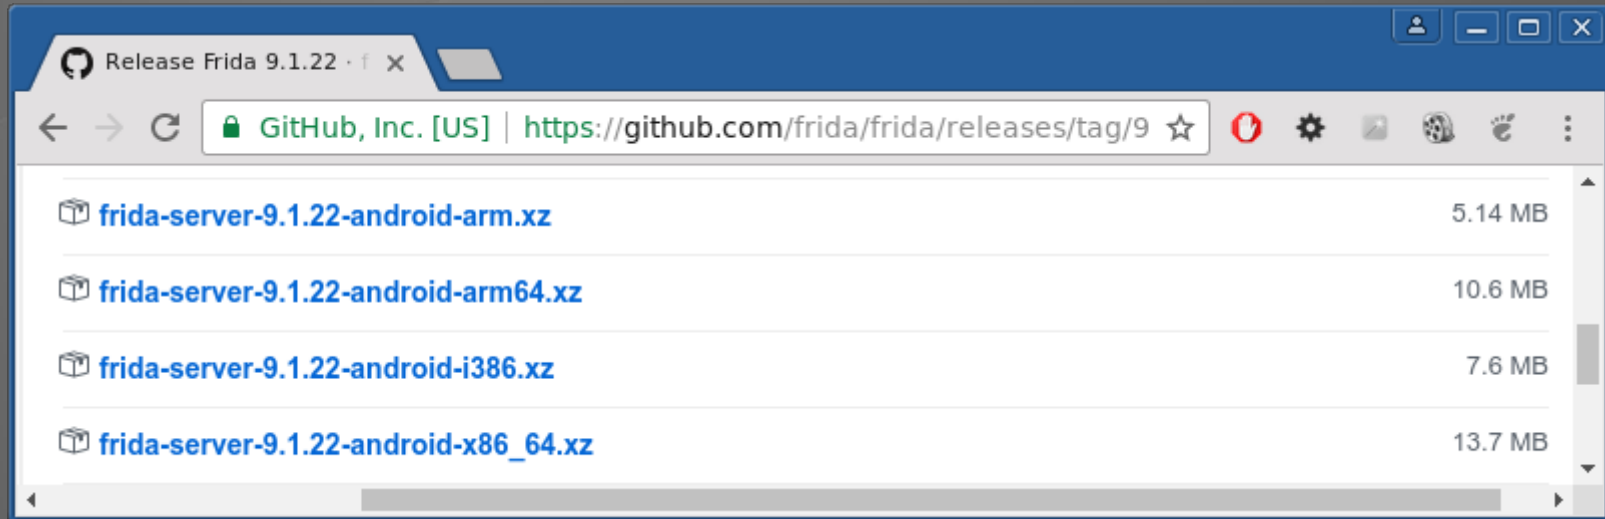 Release Frida 9.1.22 · f
GitHub, Inc. [US] https://github.com/frida/frida/releases/tag/9
frida-server-9.1.22-android-arm.xz 5.14 MB
frida-server-9.1.22-android-arm64.xz 10.6 MB
frida-server-9.1.22-android-i386.xz 7.6 MB
frida-server-9.1.22-android-x86_64.xz 13.7 MB